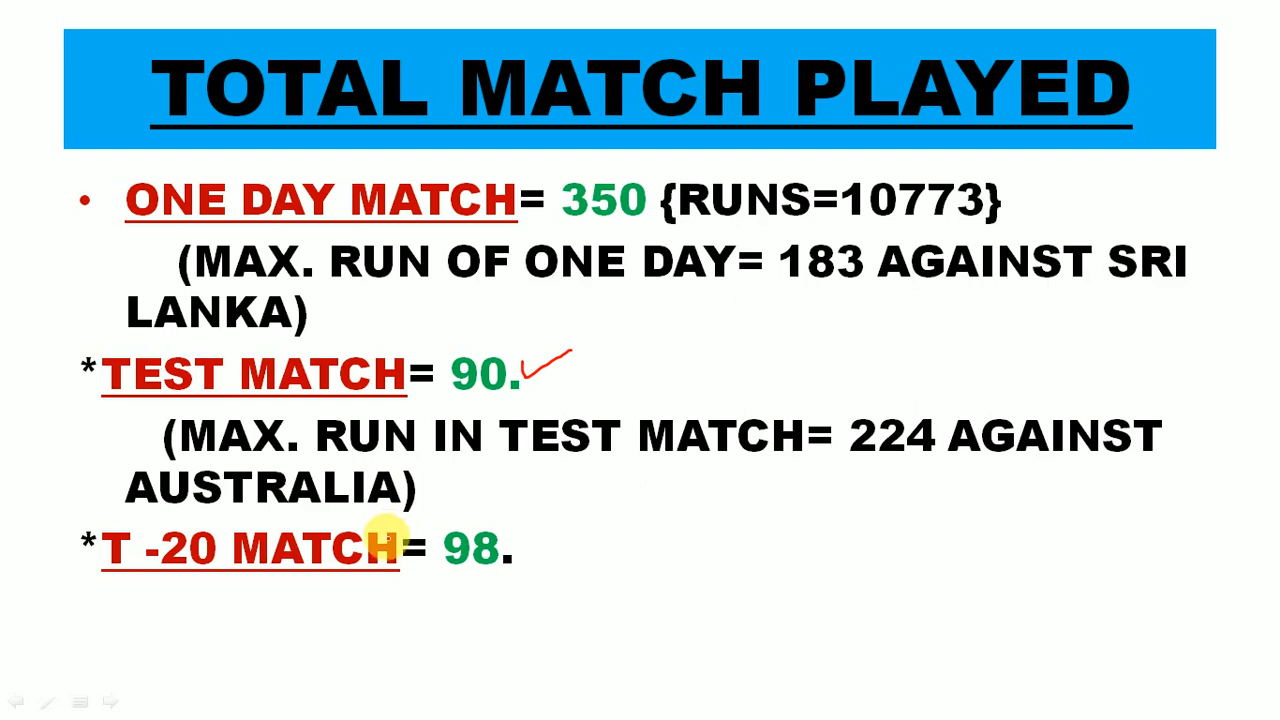 TOTAL MATCH PLAYED
• ONE DAY MATCH= 350 {RUNS=10773}
(MAX. RUN OF ONE DAY= 183 AGAINST SRI
LANKA)
*TEST MATCH= 90.
(MAX. RUN IN TEST MATCH= 224 AGAINST
AUSTRALIA)
*T -20 MATCH= 98.